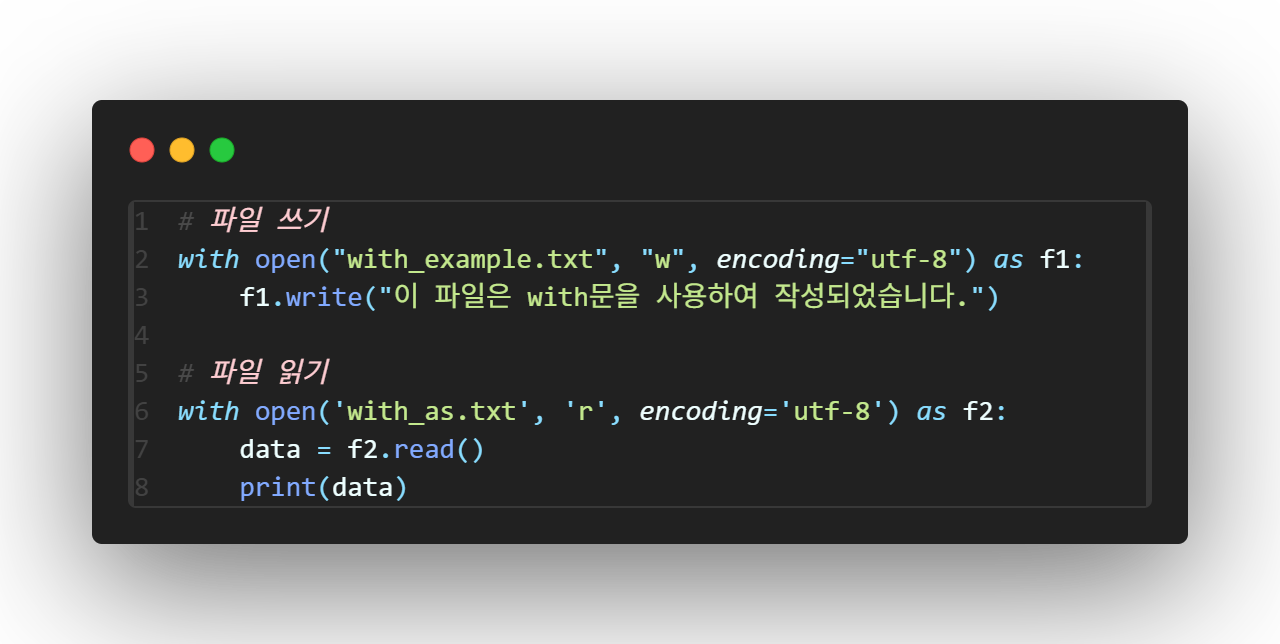 1 # 파일 쓰기
2 with open("with_example.txt", "w", encoding="utf-8") as f1:
3     f1.write("이 파일은 with문을 사용하여 작성되었습니다.")
4
5 # 파일 읽기
6 with open('with_as.txt', 'r', encoding='utf-8') as f2:
7     data = f2.read()
8     print(data)